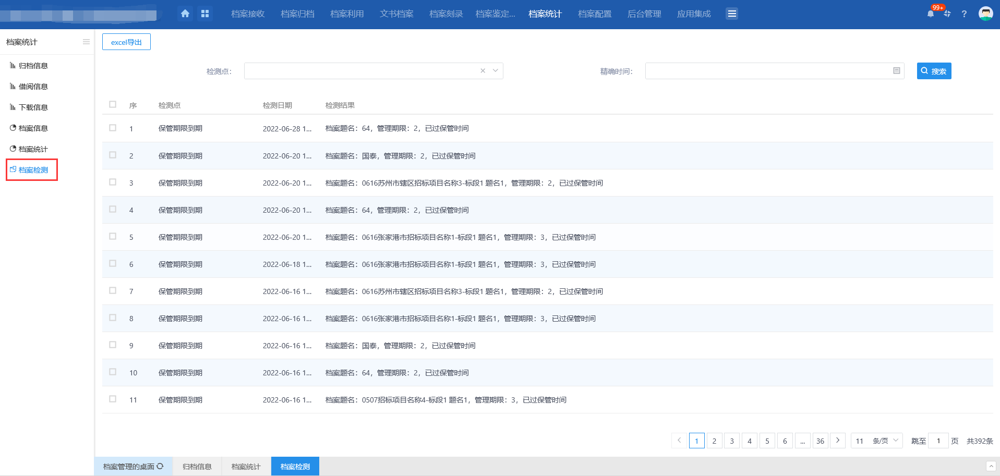 档案接收 档案归档 档案利用 文书档案 档案刻录 档案鉴定... 档案统计 档案配置 后台管理 应用集成 99+ ?
档案统计
归档信息
借阅信息
下载信息
档案信息
档案统计
档案检测
excel导出
检测点： 精确时间： 搜索
序 检测点 检测日期 检测结果
1 保管期限到期 2022-06-28 1... 档案题名：64，管理期限：2，已过保管时间
2 保管期限到期 2022-06-20 1... 档案题名：国泰，管理期限：2，已过保管时间
3 保管期限到期 2022-06-20 1... 档案题名：0616苏州市辖区招标项目名称3-标段1 题名1，管理期限：2，已过保管时间
4 保管期限到期 2022-06-20 1... 档案题名：64，管理期限：2，已过保管时间
5 保管期限到期 2022-06-20 1... 档案题名：0616张家港市招标项目名称1-标段1 题名1，管理期限：3，已过保管时间
6 保管期限到期 2022-06-18 1... 档案题名：0616张家港市招标项目名称1-标段1 题名1，管理期限：3，已过保管时间
7 保管期限到期 2022-06-16 1... 档案题名：0616苏州市辖区招标项目名称3-标段1 题名1，管理期限：2，已过保管时间
8 保管期限到期 2022-06-16 1... 档案题名：0616张家港市招标项目名称1-标段1 题名1，管理期限：3，已过保管时间
9 保管期限到期 2022-06-16 1... 档案题名：国泰，管理期限：2，已过保管时间
10 保管期限到期 2022-06-16 1... 档案题名：64，管理期限：2，已过保管时间
11 保管期限到期 2022-06-16 1... 档案题名：0507招标项目名称4-标段1 题名1，管理期限：3，已过保管时间
1 2 3 4 5 6 ... 36 11 条/页 跳至 1 页 共392条
档案管理的桌面 归档信息 档案统计 档案检测